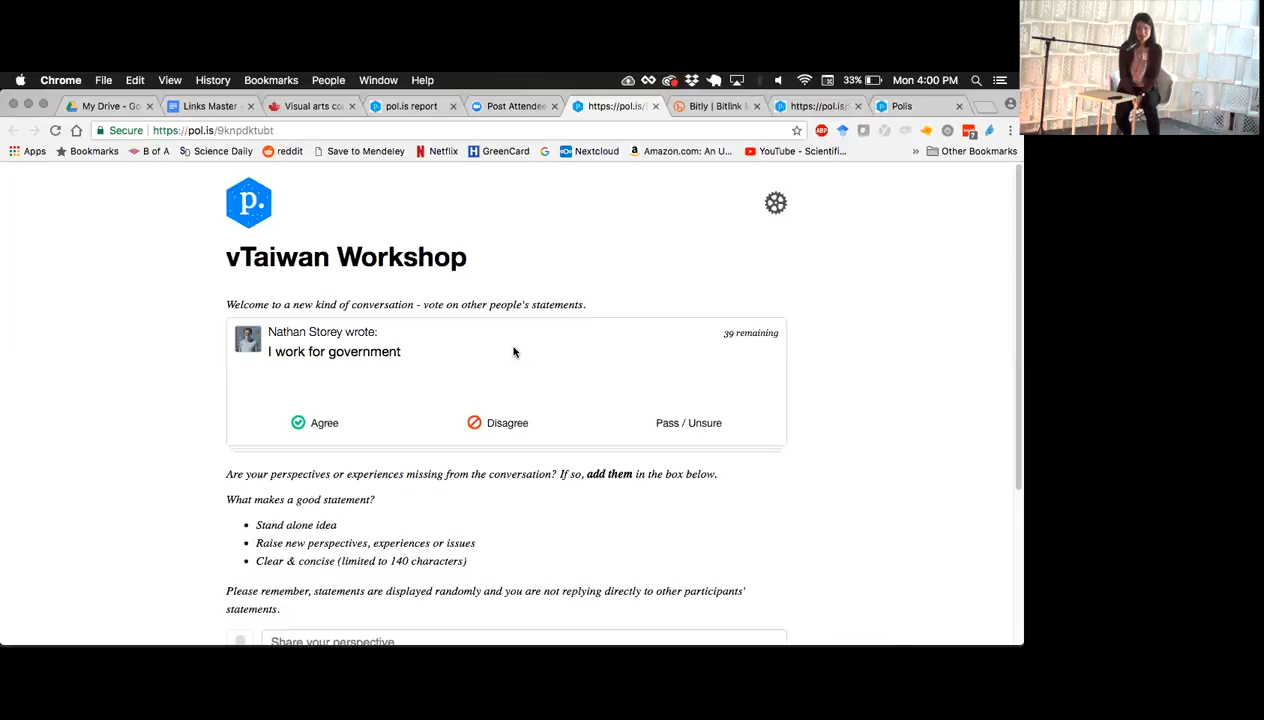 Chrome File Edit View History Bookmarks People Window Help 33% Mon 4:00 PM
My Drive - Go Links Master - Visual arts co pol.is report Post Attendee https://pol.is/ Bitly | Bitlink M https://pol.is/ Polis
Secure https://pol.is/9knpdktubt
Apps Bookmarks B of A Science Daily reddit Save to Mendeley Netflix GreenCard Nextcloud Amazon.com: An U... YouTube - Scientifi... » Other Bookmarks
p.
vTaiwan Workshop
Welcome to a new kind of conversation - vote on other people's statements.
Nathan Storey wrote:
39 remaining
I work for government
Agree Disagree Pass / Unsure
Are your perspectives or experiences missing from the conversation? If so, add them in the box below.
What makes a good statement?
• Stand alone idea
• Raise new perspectives, experiences or issues
• Clear & concise (limited to 140 characters)
Please remember, statements are displayed randomly and you are not replying directly to other participants'
statements.
Share your perspective